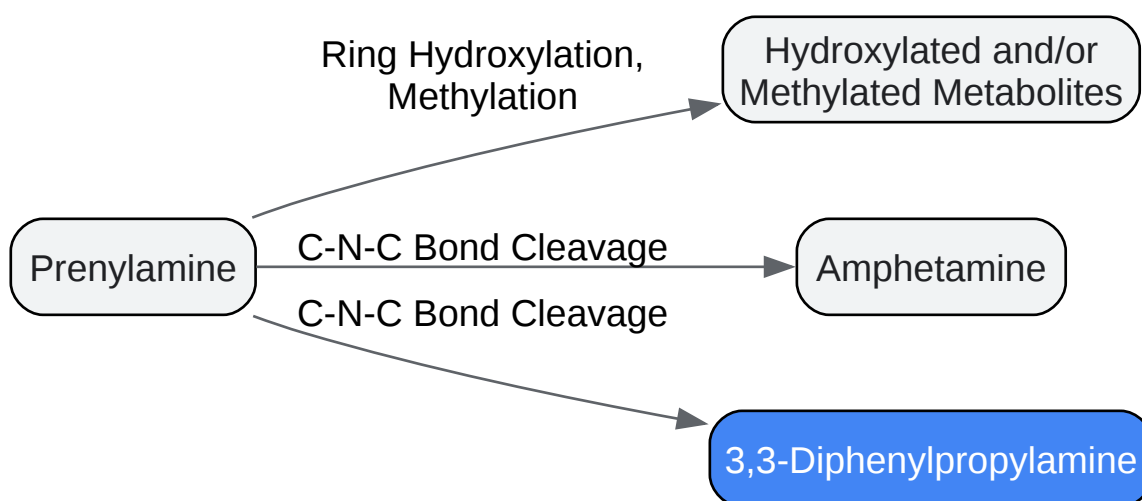 Ring Hydroxylation,
Methylation
Hydroxylated and/or
Methylated Metabolites
Prenylamine
C-N-C Bond Cleavage
Amphetamine
C-N-C Bond Cleavage
3,3-Diphenylpropylamine